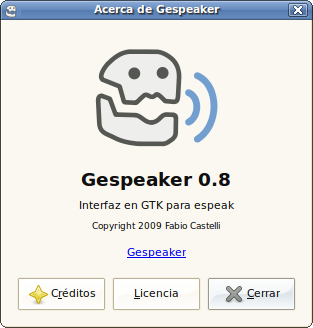 Acerca de Gespeaker
Gespeaker 0.8
Interfaz en GTK para espeak
Copyright 2009 Fabio Castelli
Gespeaker
Créditos
Licencia
Cerrar